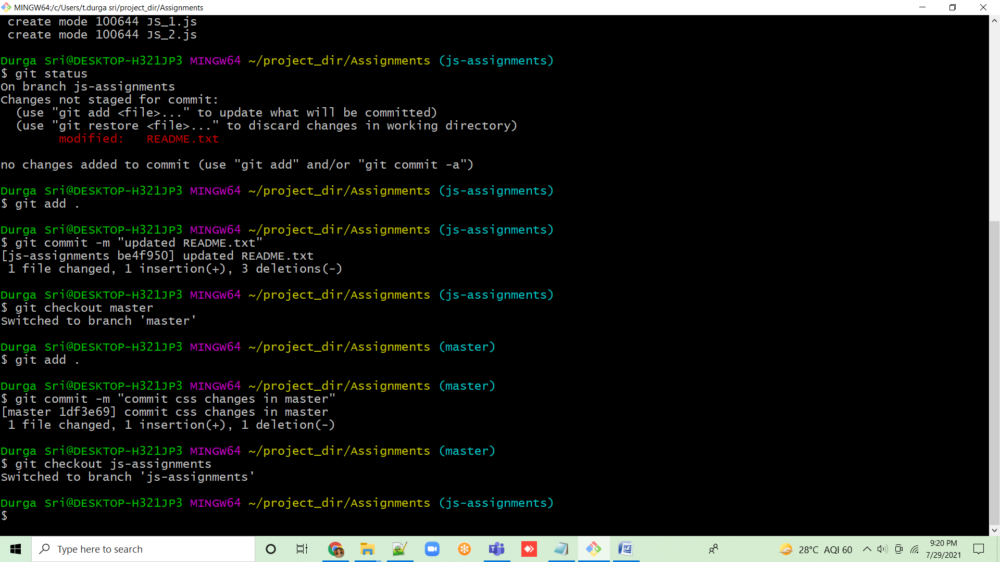 MINGW64:/c/Users/t.durga sri/project_dir/Assignments
create mode 100644 JS_1.js
create mode 100644 JS_2.js
Durga Sri@DESKTOP-H321JP3 MINGW64 ~/project_dir/Assignments (js-assignments)
$ git status
On branch js-assignments
Changes not staged for commit:
(use "git add <file>..." to update what will be committed)
(use "git restore <file>..." to discard changes in working directory)
modified: README.txt
no changes added to commit (use "git add" and/or "git commit -a")
Durga Sri@DESKTOP-H321JP3 MINGW64 ~/project_dir/Assignments (js-assignments)
$ git add .
Durga Sri@DESKTOP-H321JP3 MINGW64 ~/project_dir/Assignments (js-assignments)
$ git commit -m "updated README.txt"
[js-assignments be4f950] updated README.txt
1 file changed, 1 insertion(+), 3 deletions(-)
Durga Sri@DESKTOP-H321JP3 MINGW64 ~/project_dir/Assignments (js-assignments)
$ git checkout master
Switched to branch 'master'
Durga Sri@DESKTOP-H321JP3 MINGW64 ~/project_dir/Assignments (master)
$ git add .
Durga Sri@DESKTOP-H321JP3 MINGW64 ~/project_dir/Assignments (master)
$ git commit -m "commit css changes in master"
[master 1df3e69] commit css changes in master
1 file changed, 1 insertion(+), 1 deletion(-)
Durga Sri@DESKTOP-H321JP3 MINGW64 ~/project_dir/Assignments (master)
$ git checkout js-assignments
Switched to branch 'js-assignments'
Durga Sri@DESKTOP-H321JP3 MINGW64 ~/project_dir/Assignments (js-assignments)
$
Type here to search
28°C AQI 60
9:20 PM
7/29/2021